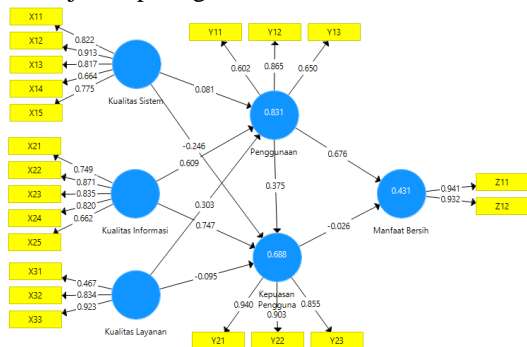 X11
X12
X13
X14
X15
0.822
0.913
0.817
0.664
0.775
Kualitas Sistem
Y11
Y12
Y13
0.602
0.865
0.650
0.081
0.831
Penggunaan
-0.246
0.609
0.676
X21
X22
X23
X24
X25
0.749
0.871
0.835
0.820
0.662
Kualitas Informasi
0.303
0.375
0.747
0.431
Manfaat Bersih
0.941
0.932
Z11
Z12
-0.026
X31
X32
X33
0.467
0.834
0.923
Kualitas Layanan
-0.095
0.688
Kepuasan
Pengguna
0.940
0.903
0.855
Y21
Y22
Y23